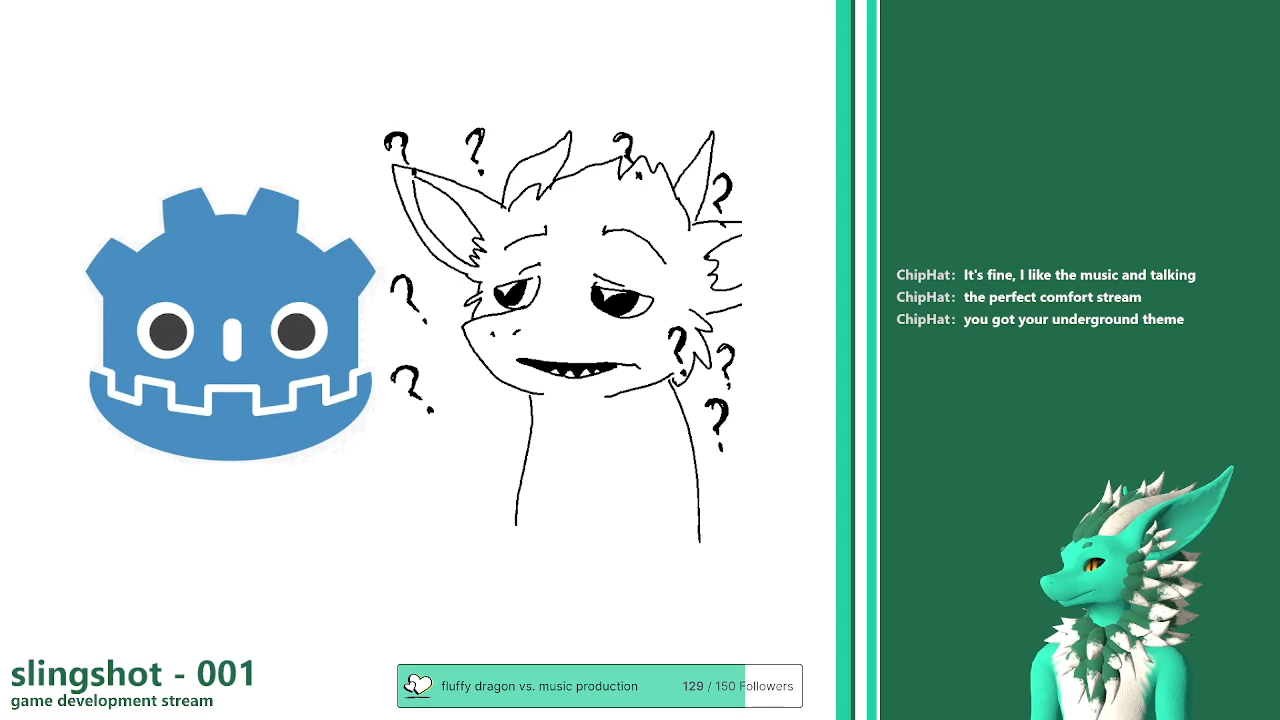 ? ? ? ?
? ? ? ?
? ?
ChipHat: It's fine, I like the music and talking
ChipHat: the perfect comfort stream
ChipHat: you got your underground theme
slingshot - 001
game development stream
fluffy dragon vs. music production 129 / 150 Followers